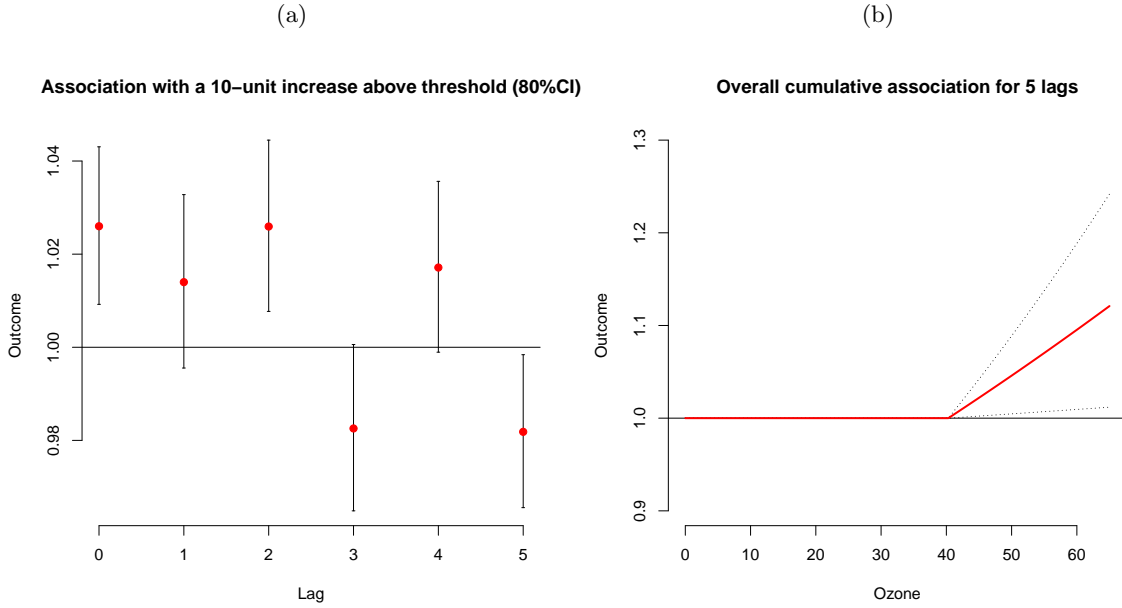 (a)
Association with a 10−unit increase above threshold (80%CI)
Outcome
1.04
1.02
1.00
0.98
0 1 2 3 4 5
Lag
(b)
Overall cumulative association for 5 lags
Outcome
1.3
1.2
1.1
1.0
0.9
0 10 20 30 40 50 60
Ozone